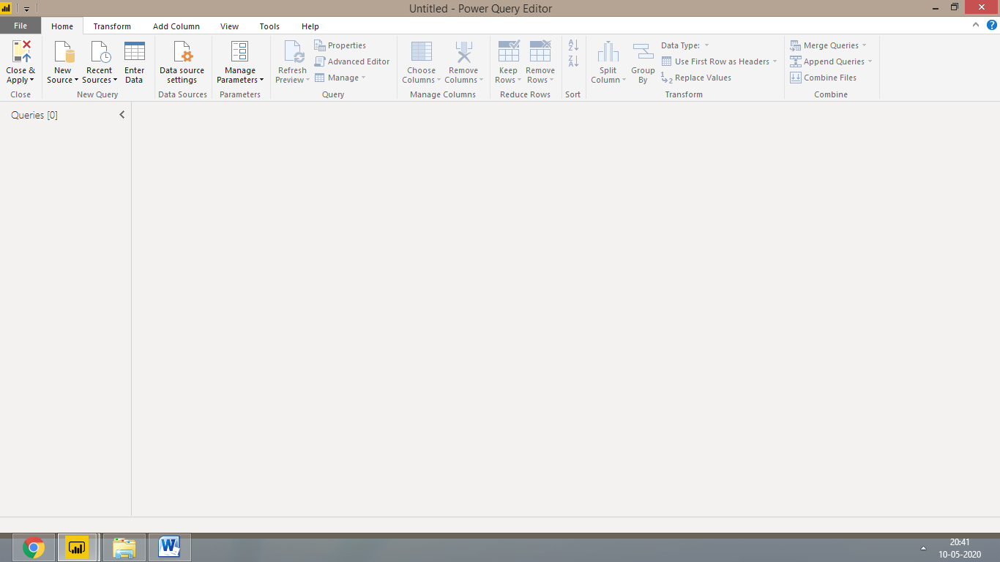 Untitled - Power Query Editor
File Home Transform Add Column View Tools Help ?
Close & Apply
New Source
Recent Sources
Enter Data
Data source settings
Manage Parameters
Refresh Preview
Properties
Advanced Editor
Manage
Choose Columns
Remove Columns
Keep Rows
Remove Rows
A Z
Z A
Split Column
Group By
Data Type:
Use First Row as Headers
1 2 Replace Values
Merge Queries
Append Queries
Combine Files
Close New Query Data Sources Parameters Query Manage Columns Reduce Rows Sort Transform Combine
Queries [0]
W
20:41
10-05-2020